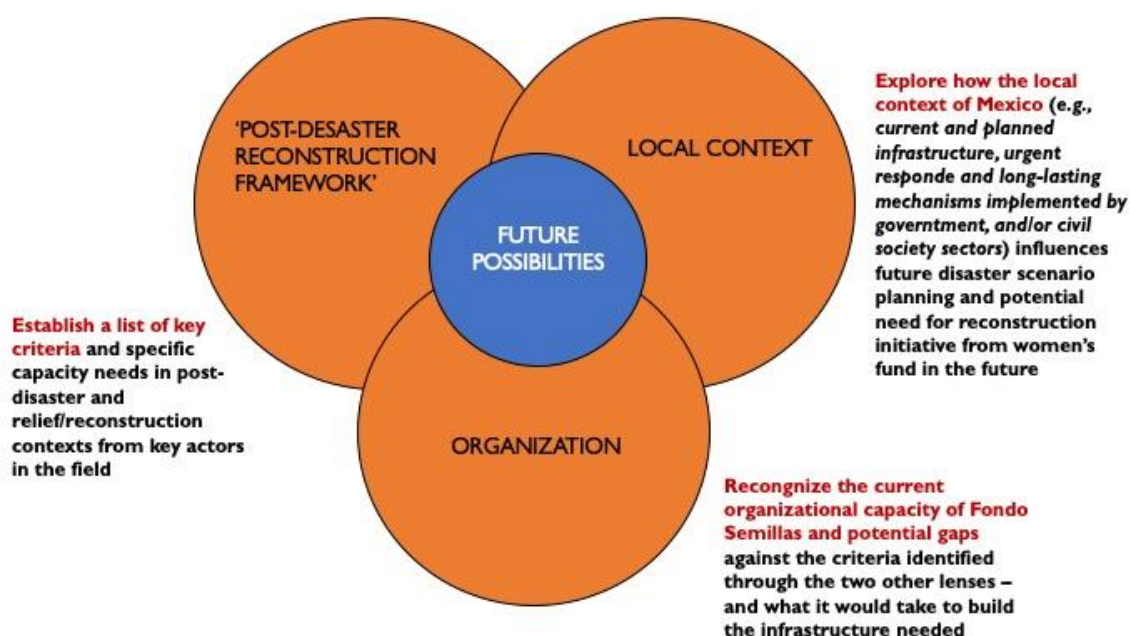 'POST-DESASTER
RECONSTRUCTION
FRAMEWORK'
LOCAL CONTEXT
FUTURE
POSSIBILITIES
ORGANIZATION
Explore how the local
context of Mexico (e.g.,
current and planned
infrastructure, urgent
responde and long-lasting
mechanisms implemented by
governtment, and/or civil
society sectors) influences
future disaster scenario
planning and potential
need for reconstruction
initiative from women's
fund in the future
Establish a list of key
criteria and specific
capacity needs in post-
disaster and
relief/reconstruction
contexts from key actors
in the field
Recongnize the current
organizational capacity of Fondo
Semillas and potential gaps
against the criteria identified
through the two other lenses –
and what it would take to build
the infrastructure needed